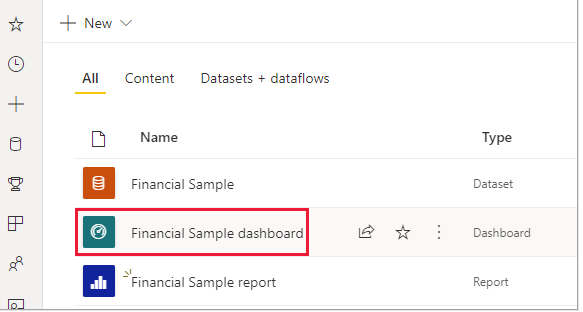 New
All Content Datasets + dataflows
Name Type
Financial Sample Dataset
Financial Sample dashboard Dashboard
Financial Sample report Report